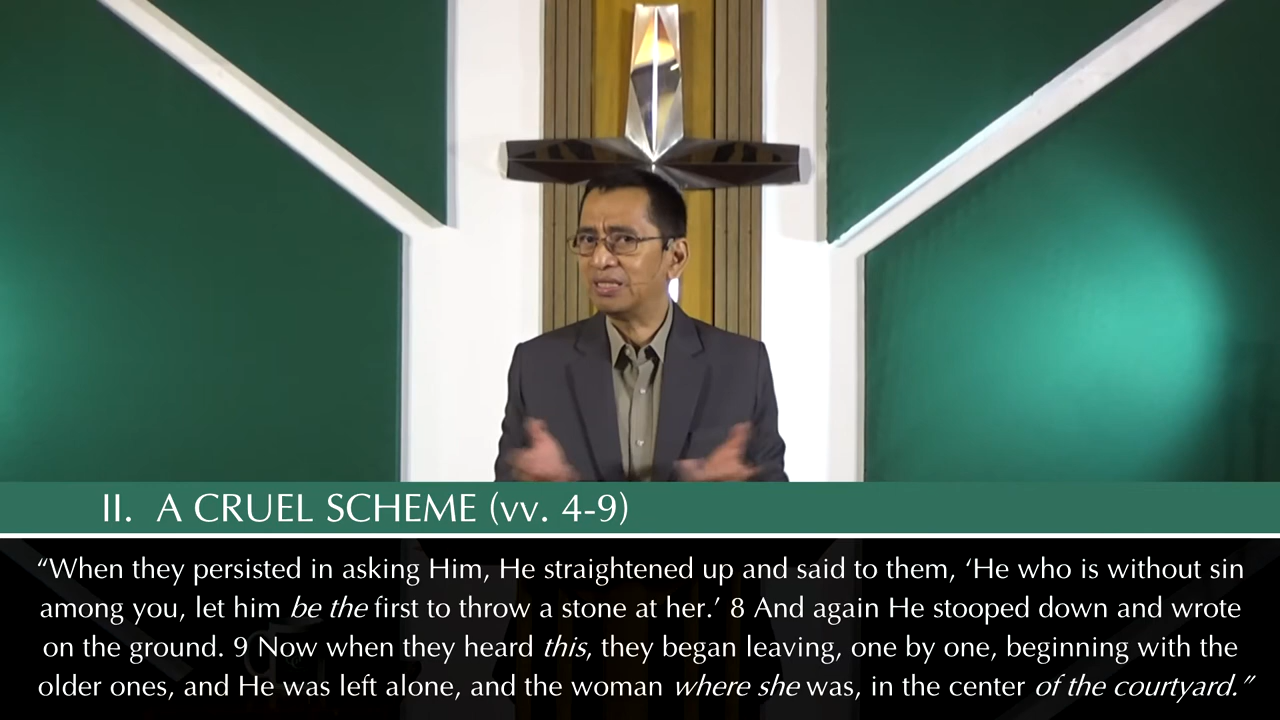 II. A CRUEL SCHEME (vv. 4-9)
“When they persisted in asking Him, He straightened up and said to them, ‘He who is without sin
among you, let him be the first to throw a stone at her.’ 8 And again He stooped down and wrote
on the ground. 9 Now when they heard this, they began leaving, one by one, beginning with the
older ones, and He was left alone, and the woman where she was, in the center of the courtyard.”